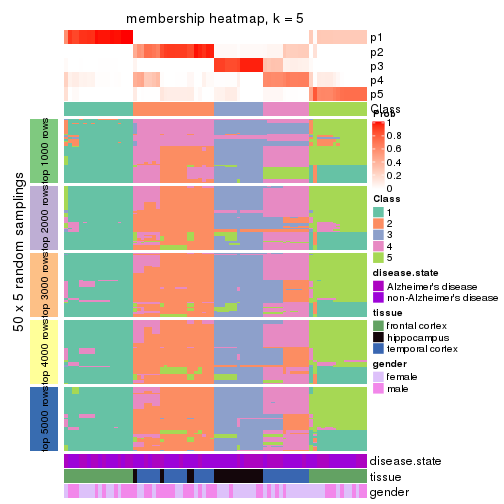 membership heatmap, k = 5
p1
p2
p3
p4
p5
Class
Prob
1
0.8
0.6
0.4
0.2
0
Class
1
2
3
4
5
disease.state
Alzheimer's disease
non-Alzheimer's disease
tissue
frontal cortex
hippocampus
temporal cortex
gender
female
male
50 x 5 random samplings
top 1000 rows
top 2000 rows
top 3000 rows
top 4000 rows
top 5000 rows
disease.state
tissue
gender